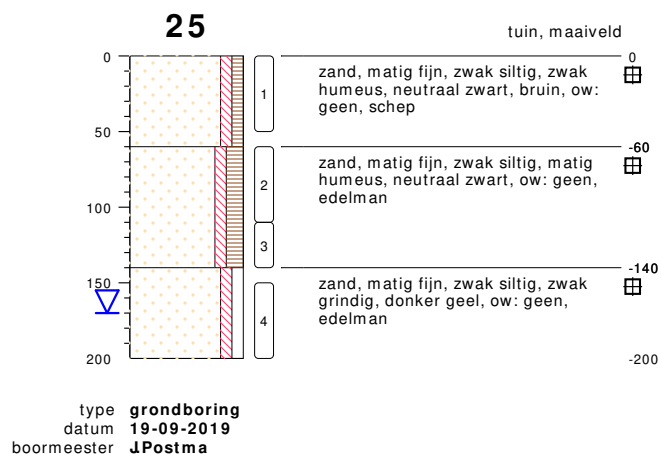 25
tuin, maaiveld
0
50
100
150
200
1
2
3
4
0
zand, matig fijn, zwak siltig, zwak
humeus, neutraal zwart, bruin, ow:
geen, schep
-60
zand, matig fijn, zwak siltig, matig
humeus, neutraal zwart, ow: geen,
edelman
-140
zand, matig fijn, zwak siltig, zwak
grindig, donker geel, ow: geen,
edelman
-200
type grondboring
datum 19-09-2019
boormeester J.Postma